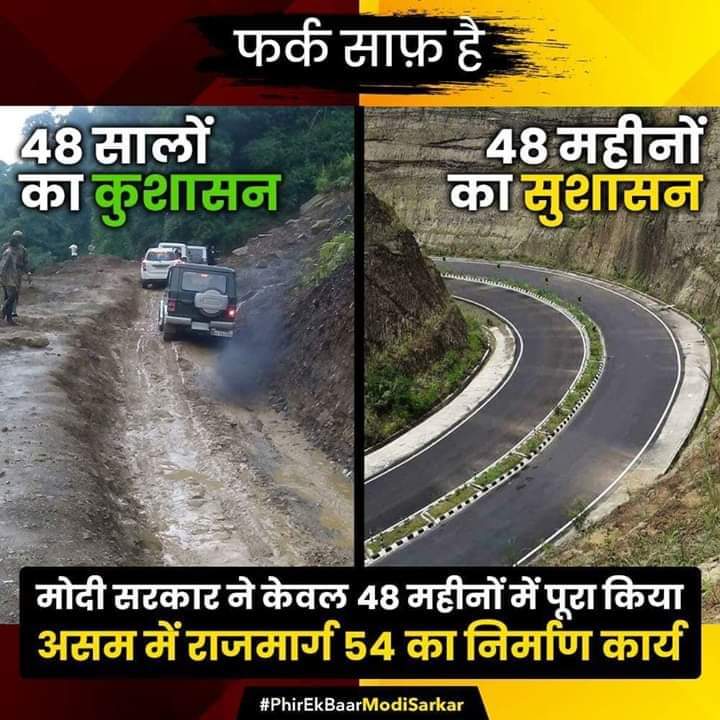 फर्क साफ़ है
48 सालों
का कुशासन
48 महीनों
का सुशासन
मोदी सरकार ने केवल 48 महीनों में पूरा किया
असम में राजमार्ग 54 का निर्माण कार्य
#PhirEkBaarModiSarkar